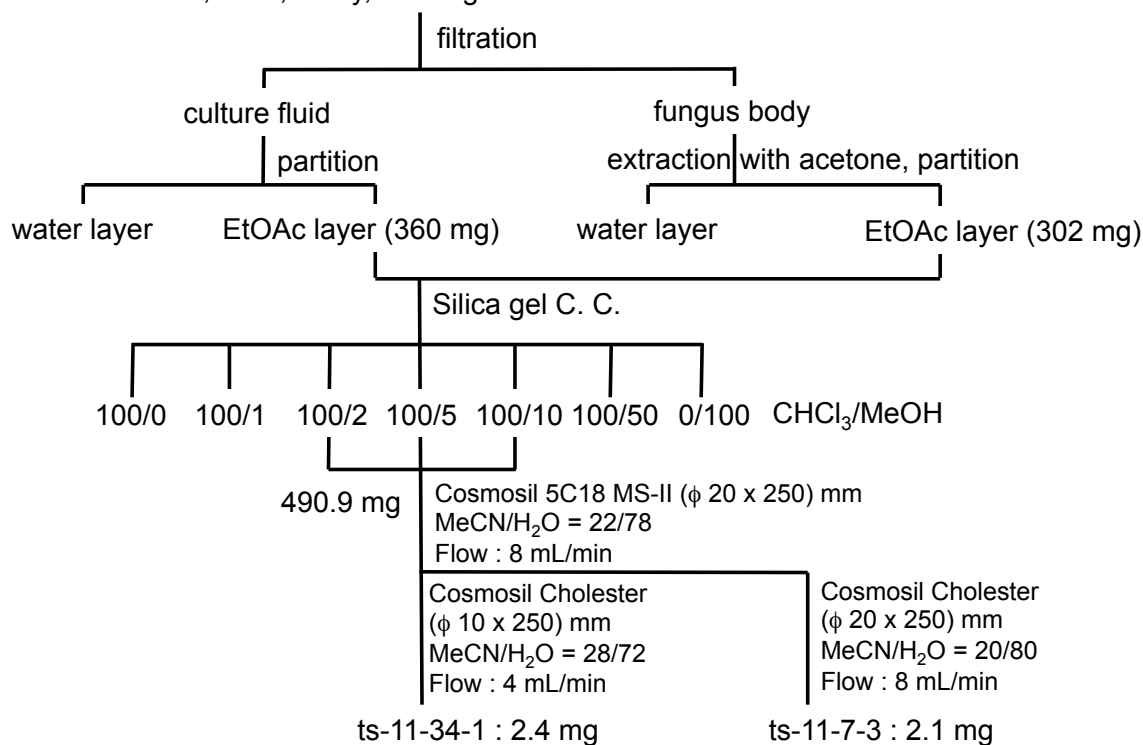 filtration
culture fluid
fungus body
partition
extraction with acetone, partition
water layer
EtOAc layer (360 mg)
water layer
EtOAc layer (302 mg)
Silica gel C. C.
100/0 100/1 100/2 100/5 100/10 100/50 0/100 CHCl₃/MeOH
490.9 mg
Cosmosil 5C18 MS-II (ϕ 20 x 250) mm
MeCN/H₂O = 22/78
Flow : 8 mL/min
Cosmosil Cholester
(ϕ 10 x 250) mm
MeCN/H₂O = 28/72
Flow : 4 mL/min
Cosmosil Cholester
(ϕ 20 x 250) mm
MeCN/H₂O = 20/80
Flow : 8 mL/min
ts-11-34-1 : 2.4 mg
ts-11-7-3 : 2.1 mg